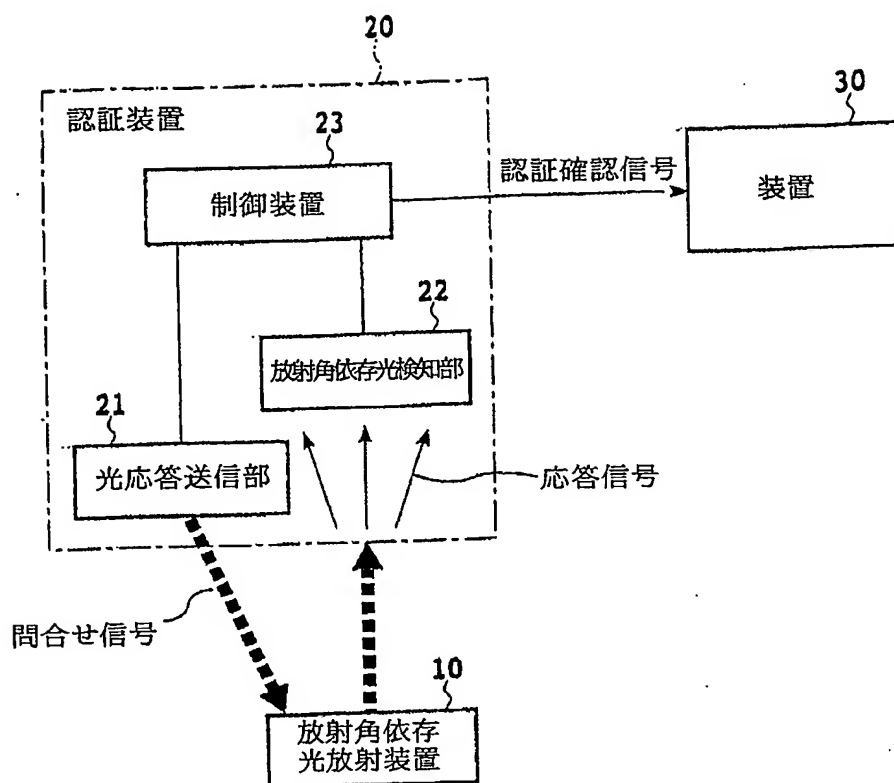 20
認証装置
23
制御装置
認証確認信号
30
装置
22
放射角依存光検知部
21
光応答送信部
応答信号
問合せ信号
10
放射角依存
光放射装置